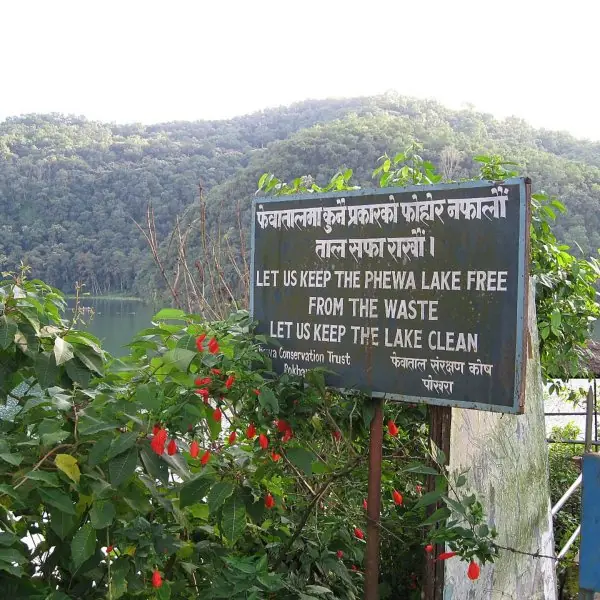 फेवातालमा कुनै प्रकारको फोहोर नफालौं
ताल सफा राखौं ।
LET US KEEP THE PHEWA LAKE FREE
FROM THE WASTE
LET US KEEP THE LAKE CLEAN
Conservation Trust
फेवाताल संरक्षण कोष
पोखरा